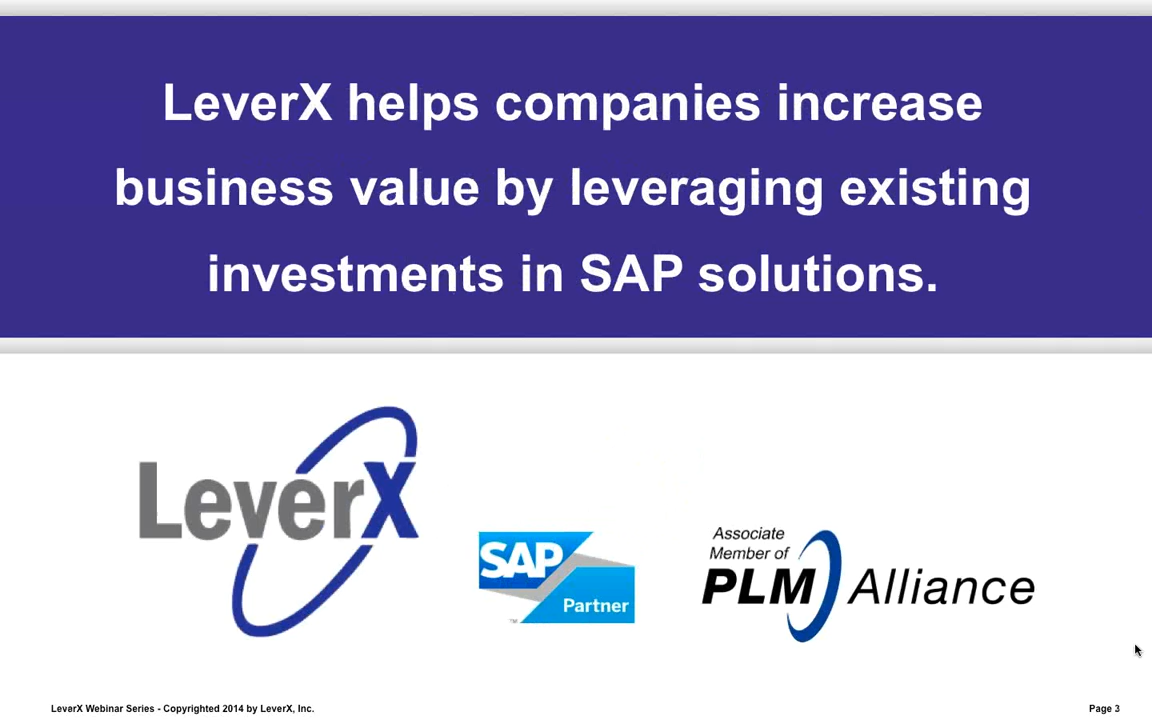 LeverX helps companies increase
business value by leveraging existing
investments in SAP solutions.
LeverX
SAP
Partner
TM
Associate
Member of
PLM Alliance
LeverX Webinar Series - Copyrighted 2014 by LeverX, Inc.
Page 3